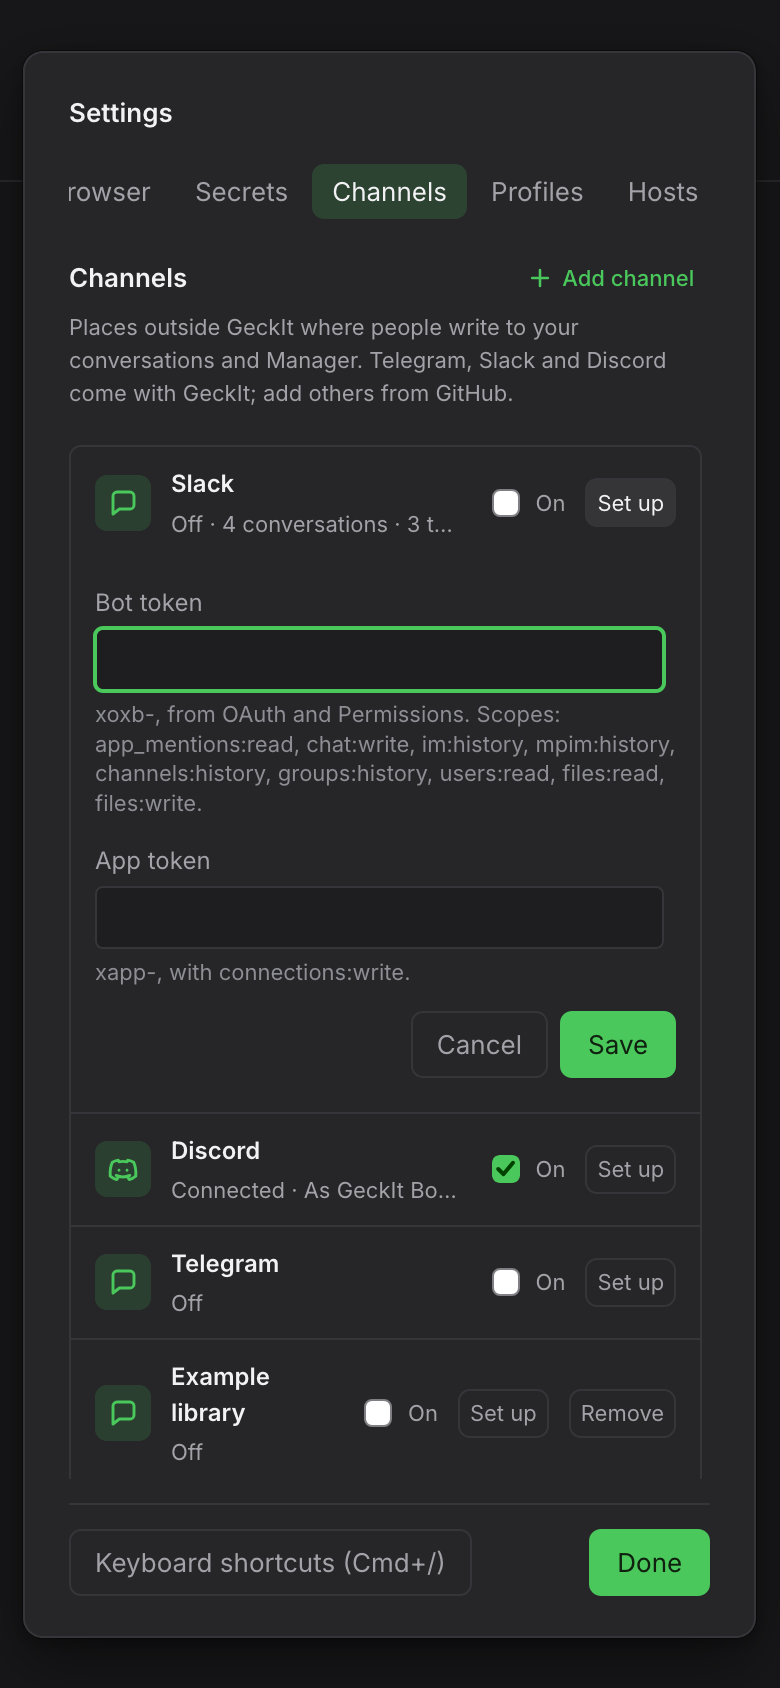 Settings
rowser Secrets Channels Profiles Hosts
Channels
+ Add channel
Places outside GeckIt where people write to your
conversations and Manager. Telegram, Slack and Discord
come with GeckIt; add others from GitHub.
Slack
Off · 4 conversations · 3 t...
On
Set up
Bot token
xoxb-, from OAuth and Permissions. Scopes:
app_mentions:read, chat:write, im:history, mpim:history,
channels:history, groups:history, users:read, files:read,
files:write.
App token
xapp-, with connections:write.
Cancel
Save
Discord
Connected · As GeckIt Bo...
On
Set up
Telegram
Off
On
Set up
Example
library
Off
On
Set up
Remove
Keyboard shortcuts (Cmd+/)
Done